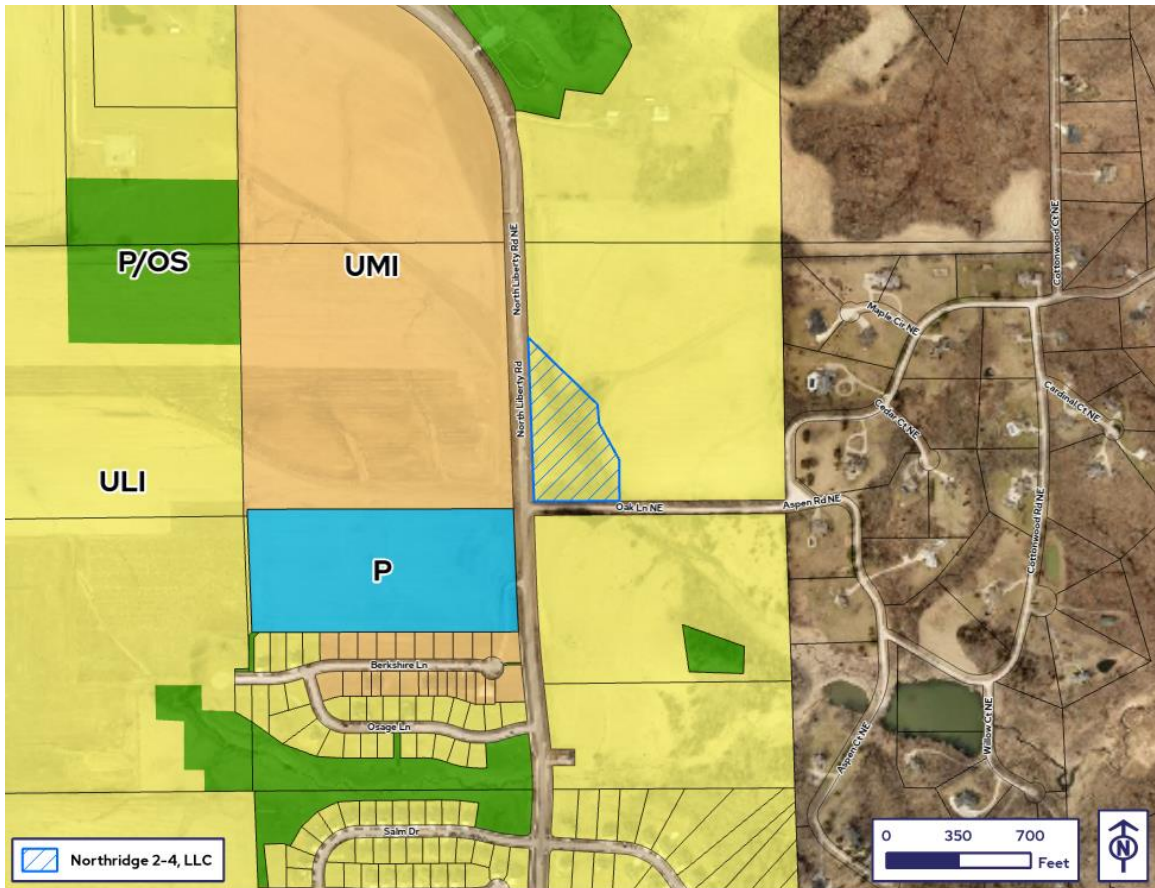 P/OS
UMI
ULI
P
North Liberty Rd NE
North Liberty Rd
Oak Ln NE
Aspen Rd NE
Maple Cir NE
Cottonwood Ct NE
Cedar Ct NE
Cardinal Ct NE
Cottonwood Rd NE
Aspen Ct NE
Willow Ct NE
Berkshire Ln
Osage Ln
Salm Dr
Northridge 2-4, LLC
0 350 700
Feet
N